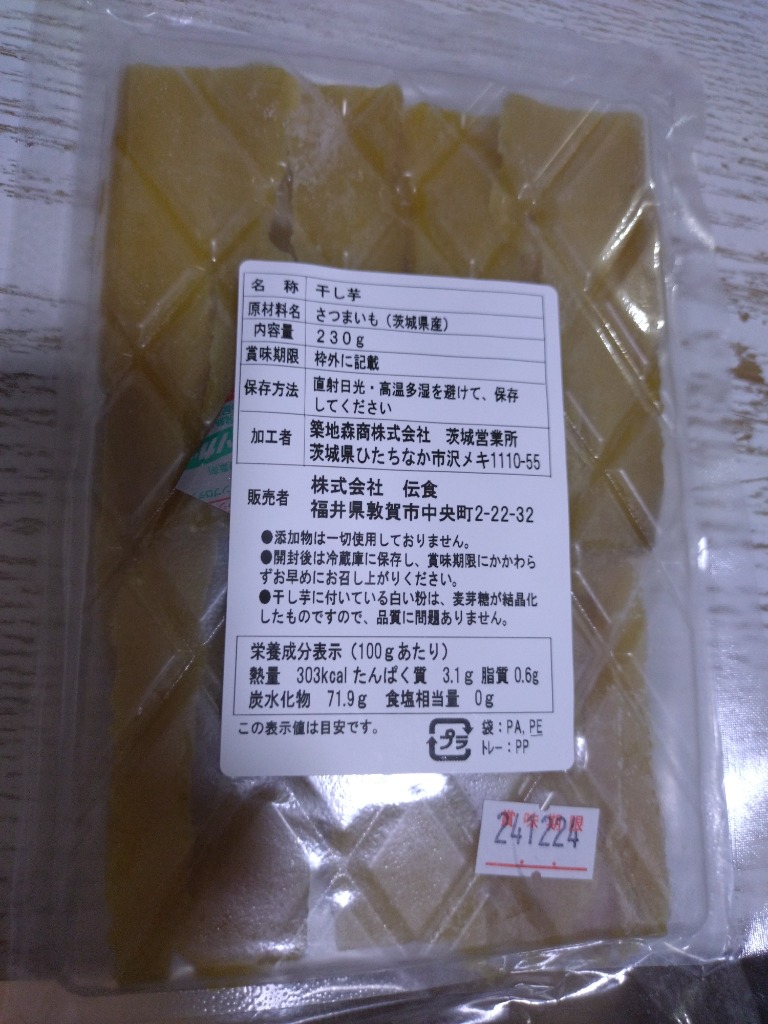 名 称 干し芋
原材料名 さつまいも（茨城県産）
内容量 230g
賞味期限 枠外に記載
保存方法 直射日光・高温多湿を避けて、保存
してください
加工者 築地森商株式会社 茨城営業所
茨城県ひたちなか市沢メキ1110-55
販売者 株式会社 伝食
福井県敦賀市中央町2-22-32
●添加物は一切使用しておりません。
●開封後は冷蔵庫に保存し、賞味期限にかかわら
ずお早めにお召し上がりください。
●干し芋に付いている白い粉は、麦芽糖が結晶化
したものですので、品質に問題ありません。
栄養成分表示（100gあたり）
熱量 303kcal たんぱく質 3.1g 脂質 0.6g
炭水化物 71.9g 食塩相当量 0g
この表示値は目安です。
プラ
袋：PA, PE
トレー：PP
賞味期限
241224